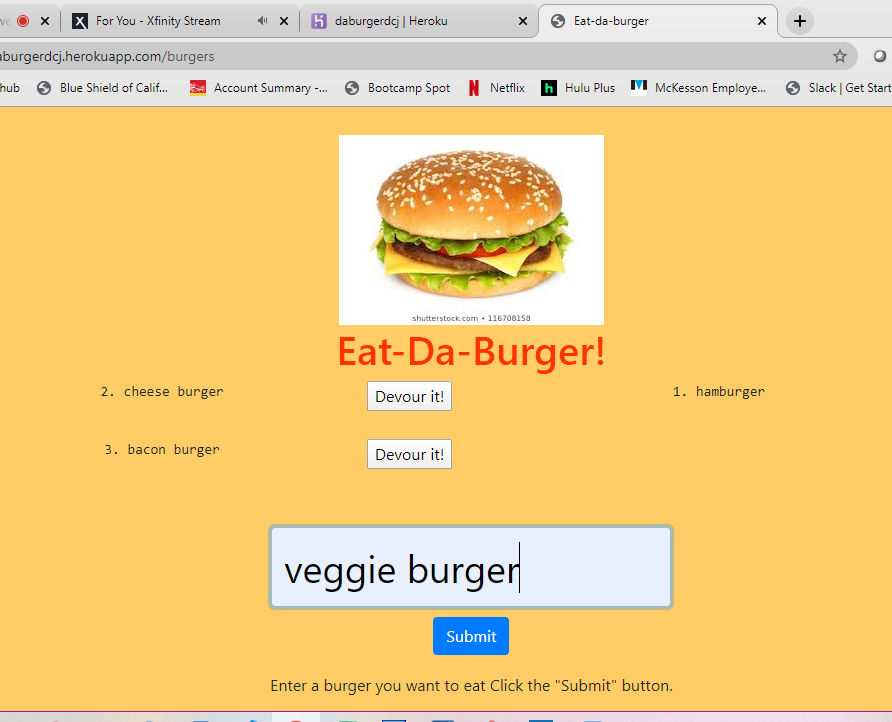 ve
For You - Xfinity Stream
daburgerdcj | Heroku
Eat-da-burger
aburgerdcj.herokuapp.com/burgers
hub
Blue Shield of Calif...
Account Summary -...
Bootcamp Spot
Netflix
Hulu Plus
McKesson Employe...
Slack | Get Start
shutterstock.com • 116708158
Eat-Da-Burger!
2. cheese burger
Devour it!
1. hamburger
3. bacon burger
Devour it!
veggie burger
Submit
Enter a burger you want to eat Click the "Submit" button.